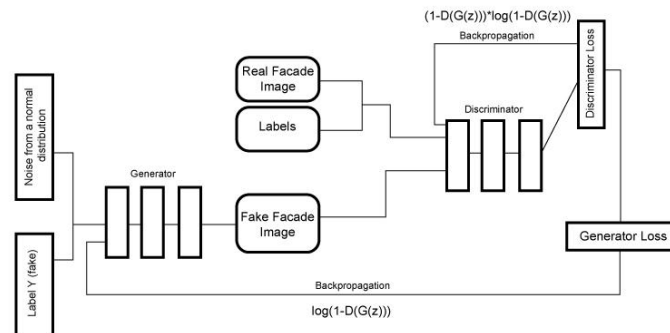 (1-D(G(z)))*log(1-D(G(z)))
Backpropagation
Discriminator Loss
Real Facade
Image
Labels
Discriminator
Noise from a normal
distribution
Generator
Fake Facade
Image
Label Y (fake)
Generator Loss
Backpropagation
log(1-D(G(z)))